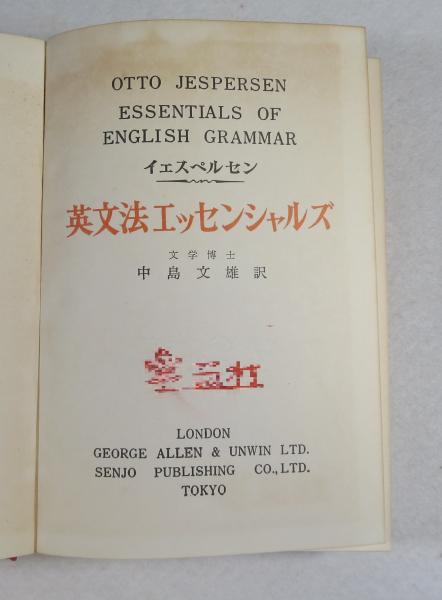 OTTO JESPERSEN
ESSENTIALS OF
ENGLISH GRAMMAR
イェスペルセン
英文法エッセンシャルズ
文学博士
中島文雄訳
LONDON
GEORGE ALLEN & UNWIN LTD.
SENJO PUBLISHING CO., LTD.
TOKYO